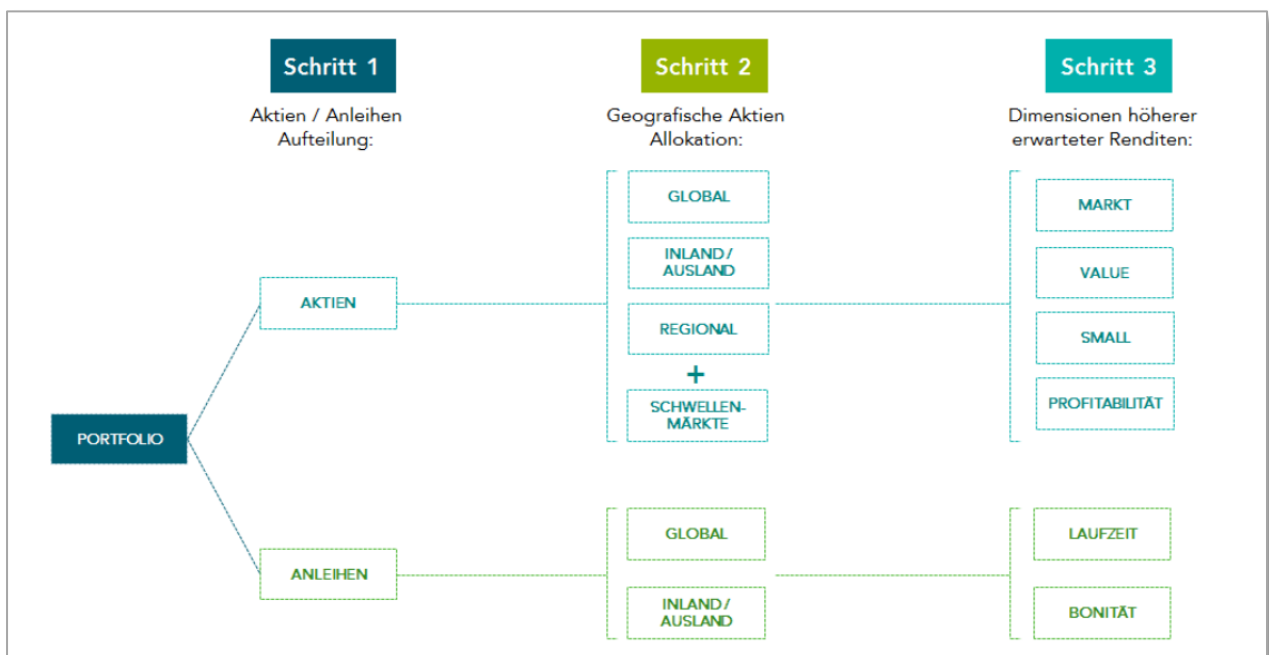 Schritt 1
Schritt 2
Schritt 3
Aktien / Anleihen
Aufteilung:
Geografische Aktien
Allokation:
Dimensionen höherer
erwarteter Renditen:
PORTFOLIO
AKTIEN
GLOBAL
INLAND/
AUSLAND
REGIONAL
+
SCHWELLEN-
MÄRKTE
MARKT
VALUE
SMALL
PROFITABILITÄT
ANLEIHEN
GLOBAL
INLAND/
AUSLAND
LAUFZEIT
BONITÄT